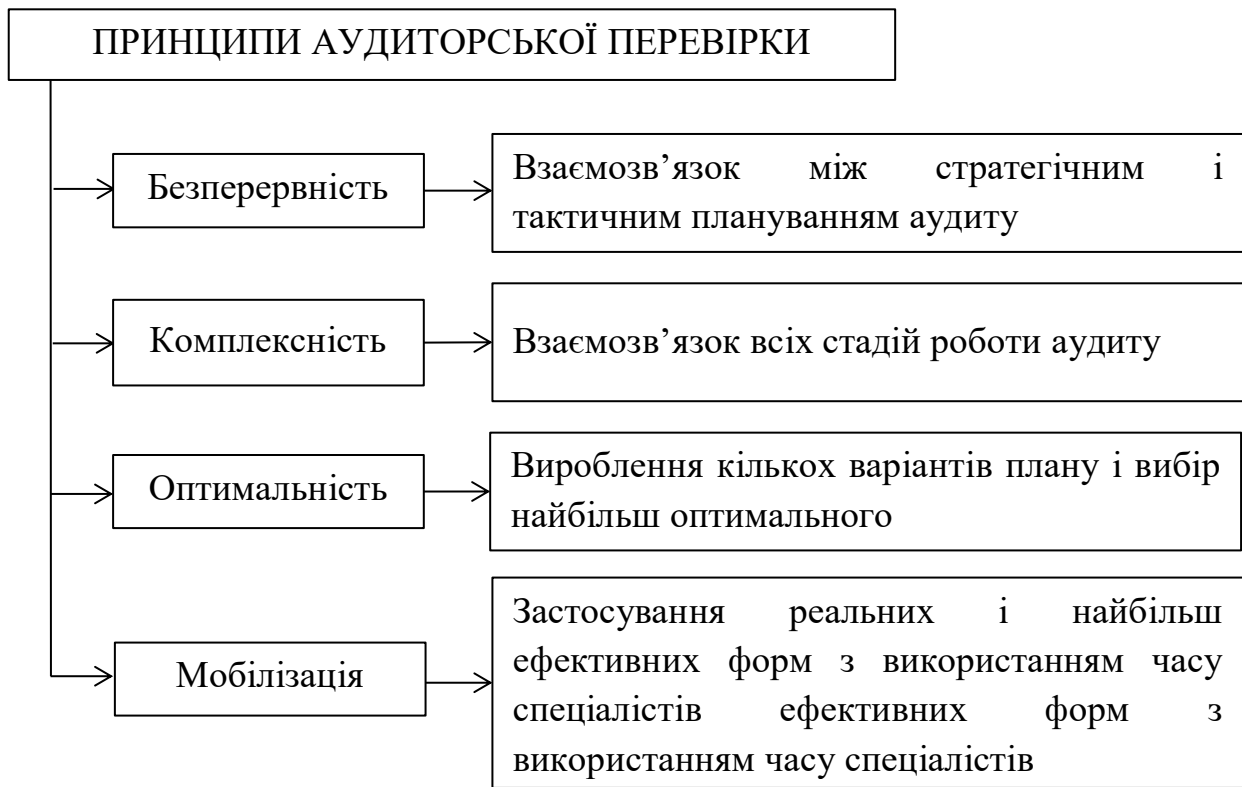 ПРИНЦИПИ АУДИТОРСЬКОЇ ПЕРЕВІРКИ
Безперервність
Взаємозв’язок між стратегічним і
тактичним плануванням аудиту
Комплексність
Взаємозв’язок всіх стадій роботи аудиту
Оптимальність
Вироблення кількох варіантів плану і вибір
найбільш оптимального
Мобілізація
Застосування реальних і найбільш
ефективних форм з використанням часу
спеціалістів ефективних форм з
використанням часу спеціалістів